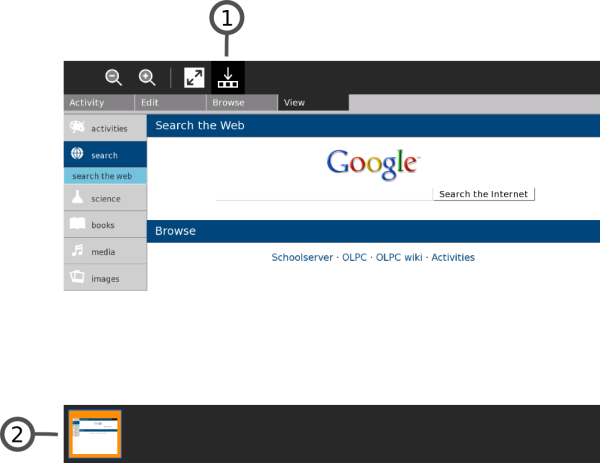 1
Activity Edit Browse View
activities
Search the Web
search
Google™
search the web
Search the Internet
science
books
Browse
media
Schoolserver · OLPC · OLPC wiki · Activities
images
2